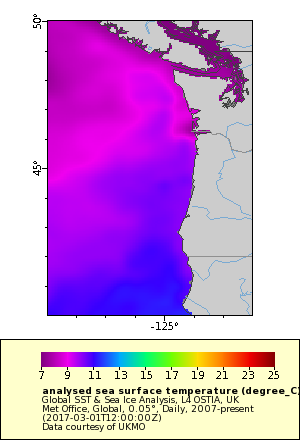 50°
45°
-125°
7 9 11 13 15 17 19 21 23 25
analysed sea surface temperature (degree_C)
Global SST & Sea Ice Analysis, L4 OSTIA, UK
Met Office, Global, 0.05°, Daily, 2007-present
(2017-03-01T12:00:00Z)
Data courtesy of UKMO